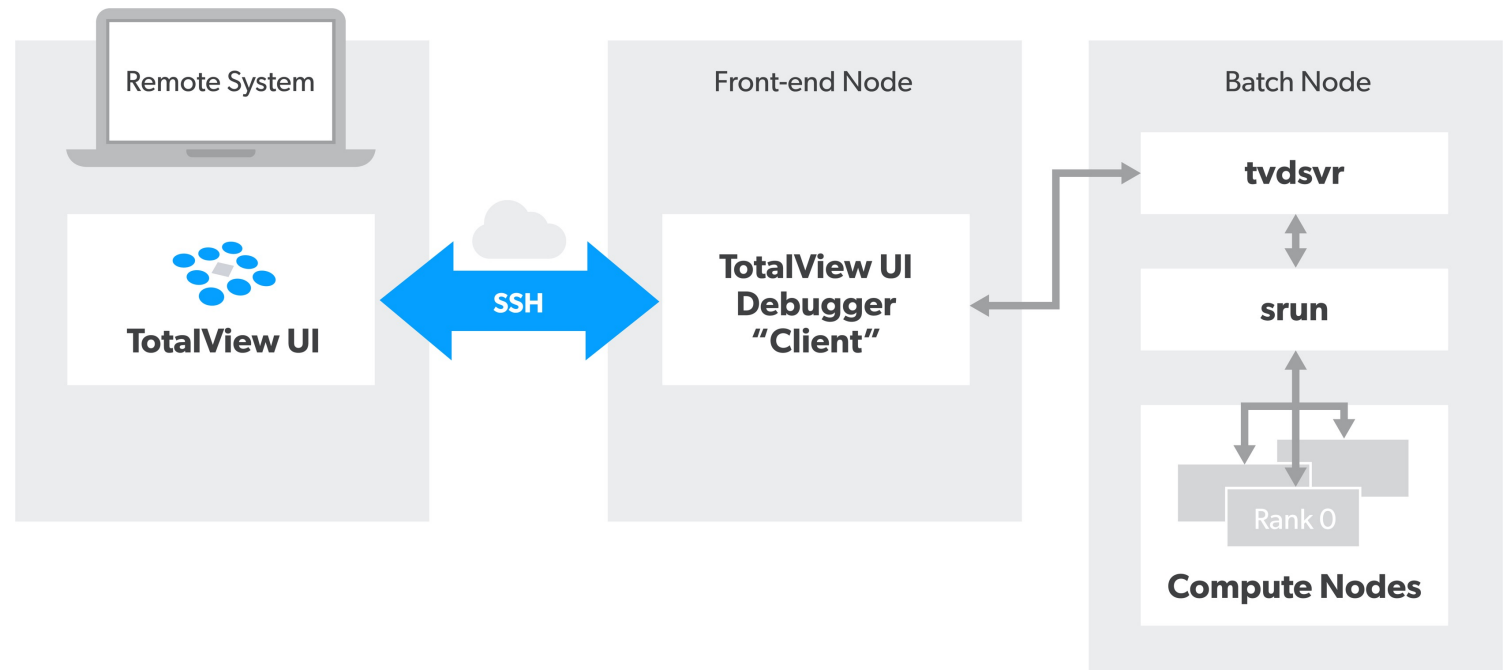 Remote System
TotalView UI
SSH
Front-end Node
TotalView UI
Debugger
“Client”
Batch Node
tvdsvr
srun
Rank 0
Compute Nodes